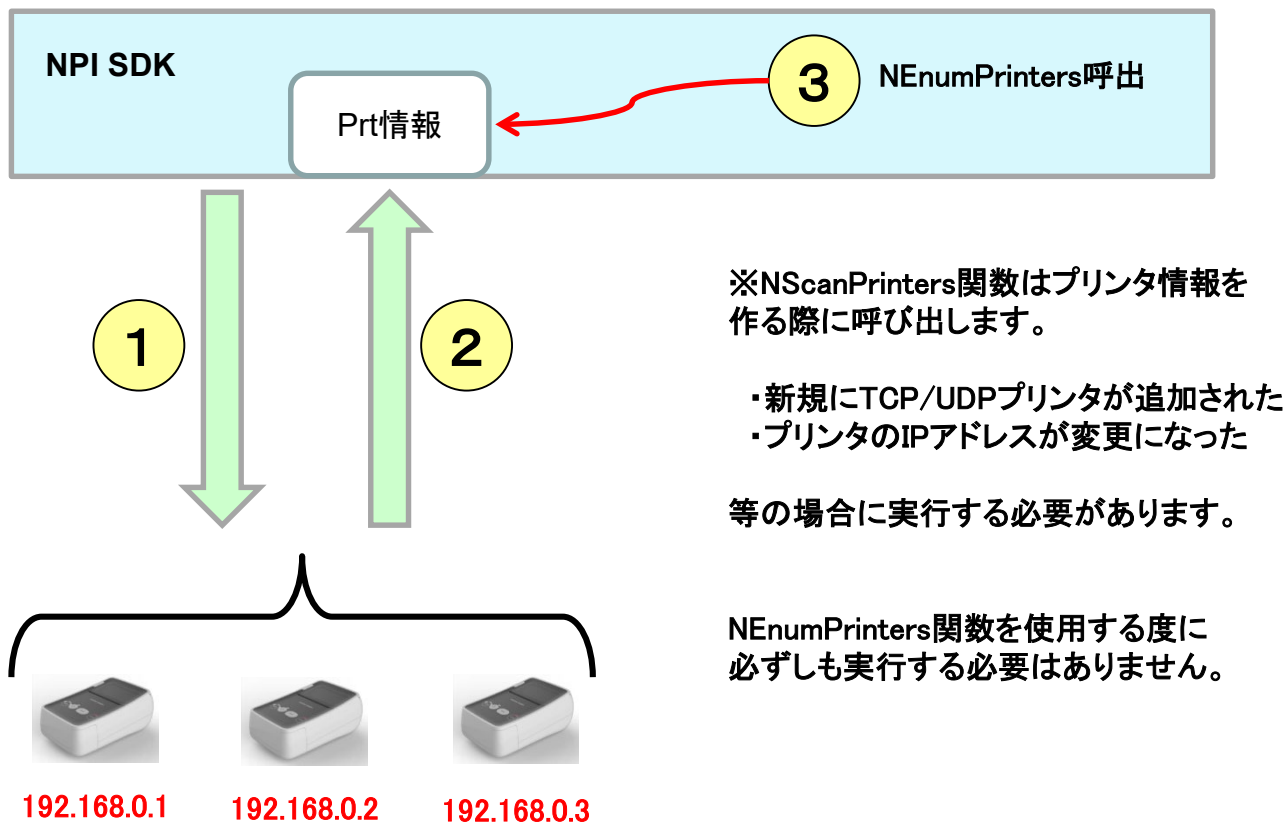 NPI SDK
Prt情報
3
NEnumPrinters呼出
1
2
※NScanPrinters関数はプリンタ情報を
作る際に呼び出します。
・新規にTCP/UDPプリンタが追加された
・プリンタのIPアドレスが変更になった
等の場合に実行する必要があります。
NEnumPrinters関数を使用する度に
必ずしも実行する必要はありません。
192.168.0.1
192.168.0.2
192.168.0.3